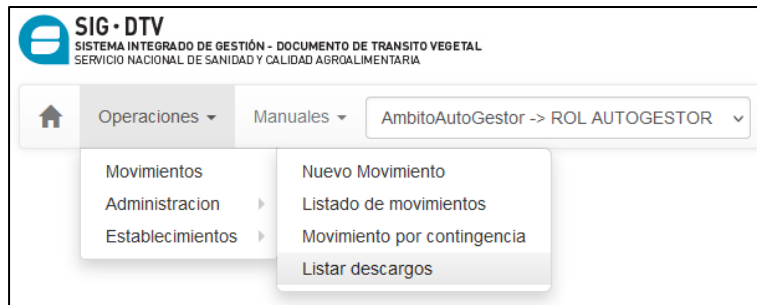 SIG·DTV
SISTEMA INTEGRADO DE GESTIÓN - DOCUMENTO DE TRANSITO VEGETAL
SERVICIO NACIONAL DE SANIDAD Y CALIDAD AGROALIMENTARIA
Operaciones Manuales AmbitoAutoGestor -> ROL AUTOGESTOR
Movimientos
Administracion
Establecimientos
Nuevo Movimiento
Listado de movimientos
Movimiento por contingencia
Listar descargos